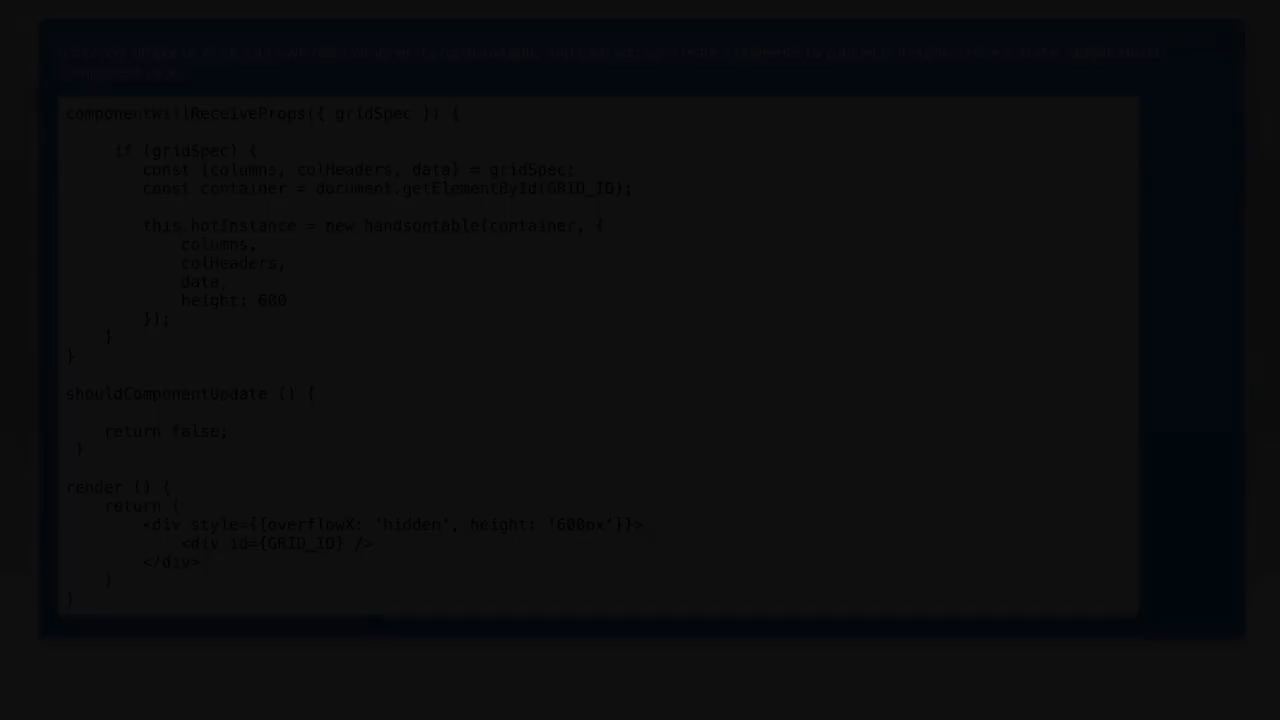 componentWillReceiveProps({ gridSpec }) {
if (gridSpec) {
const {columns, colHeaders, data} = gridSpec;
const container = document.getElementById(GRID_ID);
this.hotInstance = new handsontable(container, {
columns,
colHeaders,
data,
height: 600
});
}
}
shouldComponentUpdate () {
return false;
}
render () {
return (
<div style={{overflowX: 'hidden', height: '600px'}}>
<div id={GRID_ID} />
</div>
)
}